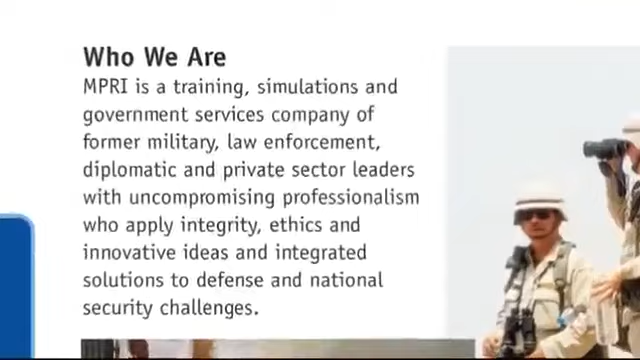 Who We Are
MPRI is a training, simulations and
government services company of
former military, law enforcement,
diplomatic and private sector leaders
with uncompromising professionalism
who apply integrity, ethics and
innovative ideas and integrated
solutions to defense and national
security challenges.